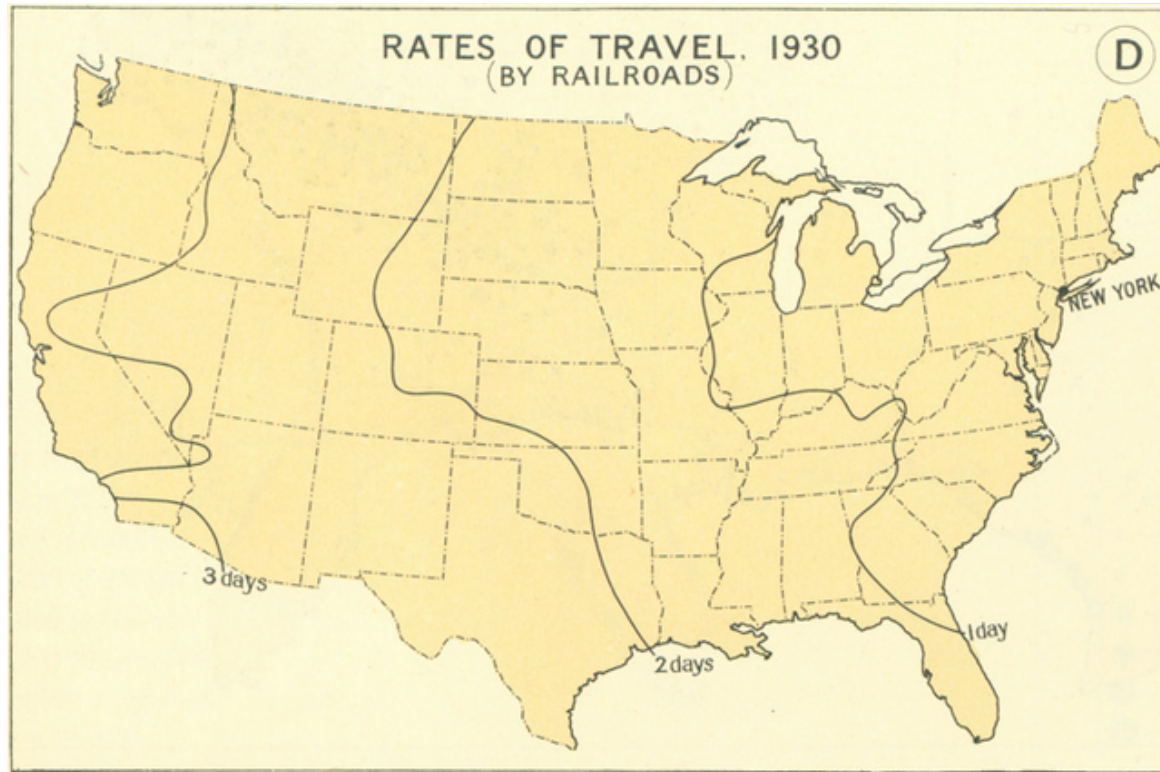 RATES OF TRAVEL, 1930
(BY RAILROADS)
D
NEW YORK
3 days
2 days
1 day